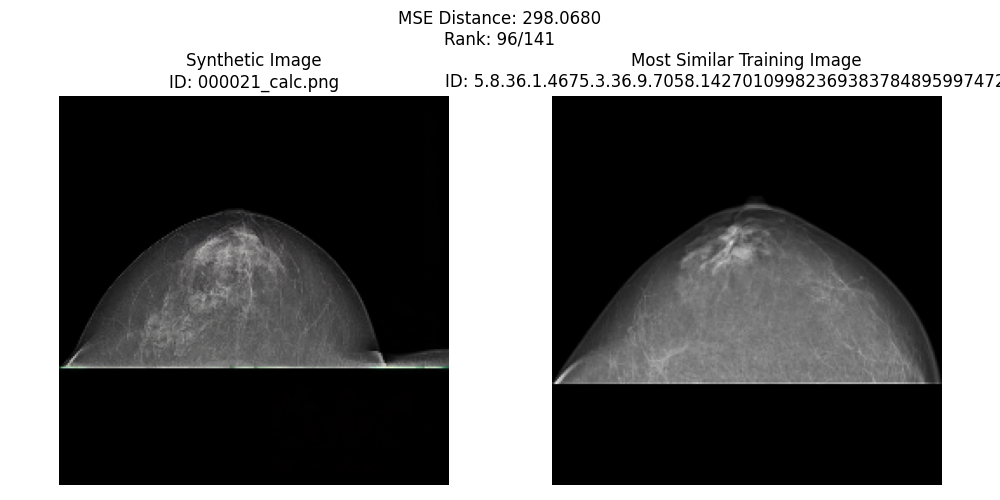 MSE Distance: 298.0680
Rank: 96/141
Synthetic Image
ID: 000021_calc.png
Most Similar Training Image
ID: 5.8.36.1.4675.3.36.9.7058.142701099823693837848959974472